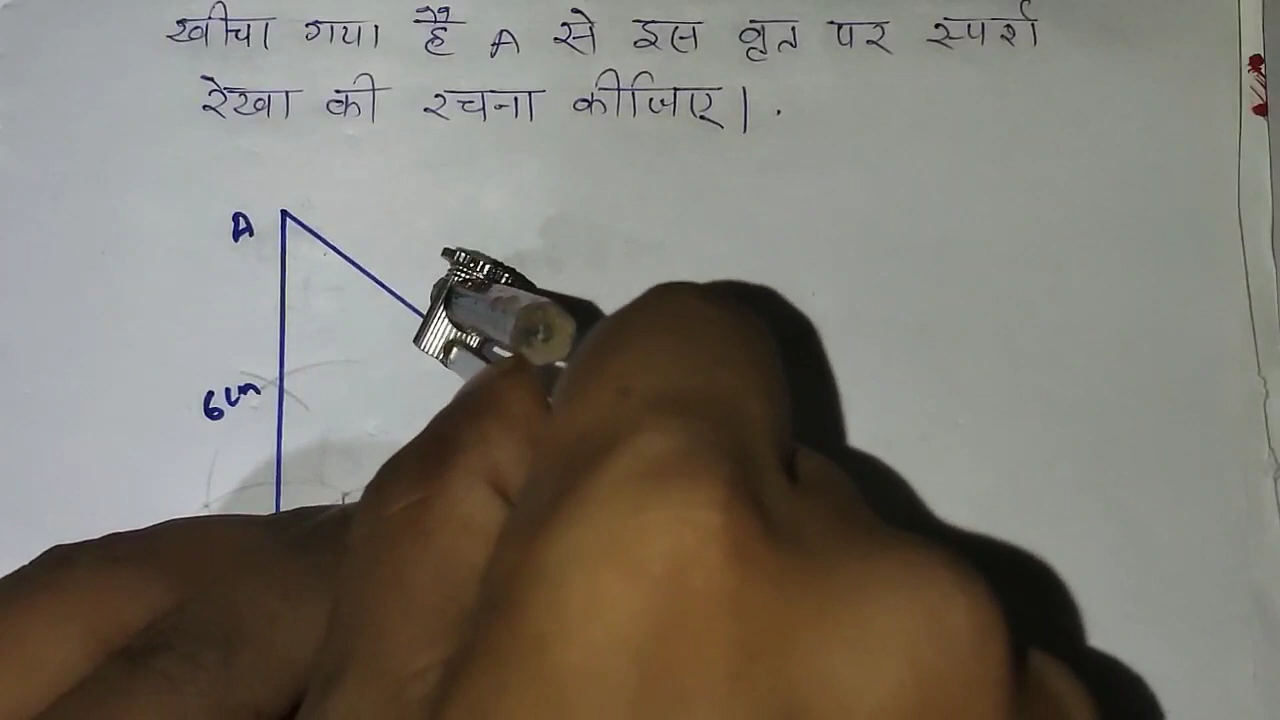 खीचा गया है A से इस वृत पर स्पर्श
रेखा की रचना कीजिए।.
A
6cm